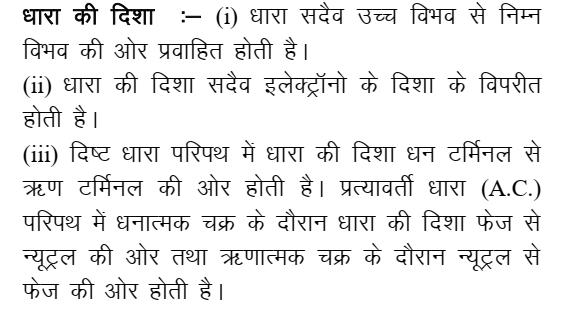 धारा की दिशा :– (i) धारा सदैव उच्च विभव से निम्न
विभव की ओर प्रवाहित होती है।
(ii) धारा की दिशा सदैव इलेक्ट्रॉनो के दिशा के विपरीत
होती है।
(iii) दिष्ट धारा परिपथ में धारा की दिशा धन टर्मिनल से
ऋण टर्मिनल की ओर होती है। प्रत्यावर्ती धारा (A.C.)
परिपथ में धनात्मक चक्र के दौरान धारा की दिशा फेज से
न्यूट्रल की ओर तथा ऋणात्मक चक्र के दौरान न्यूट्रल से
फेज की ओर होती है।